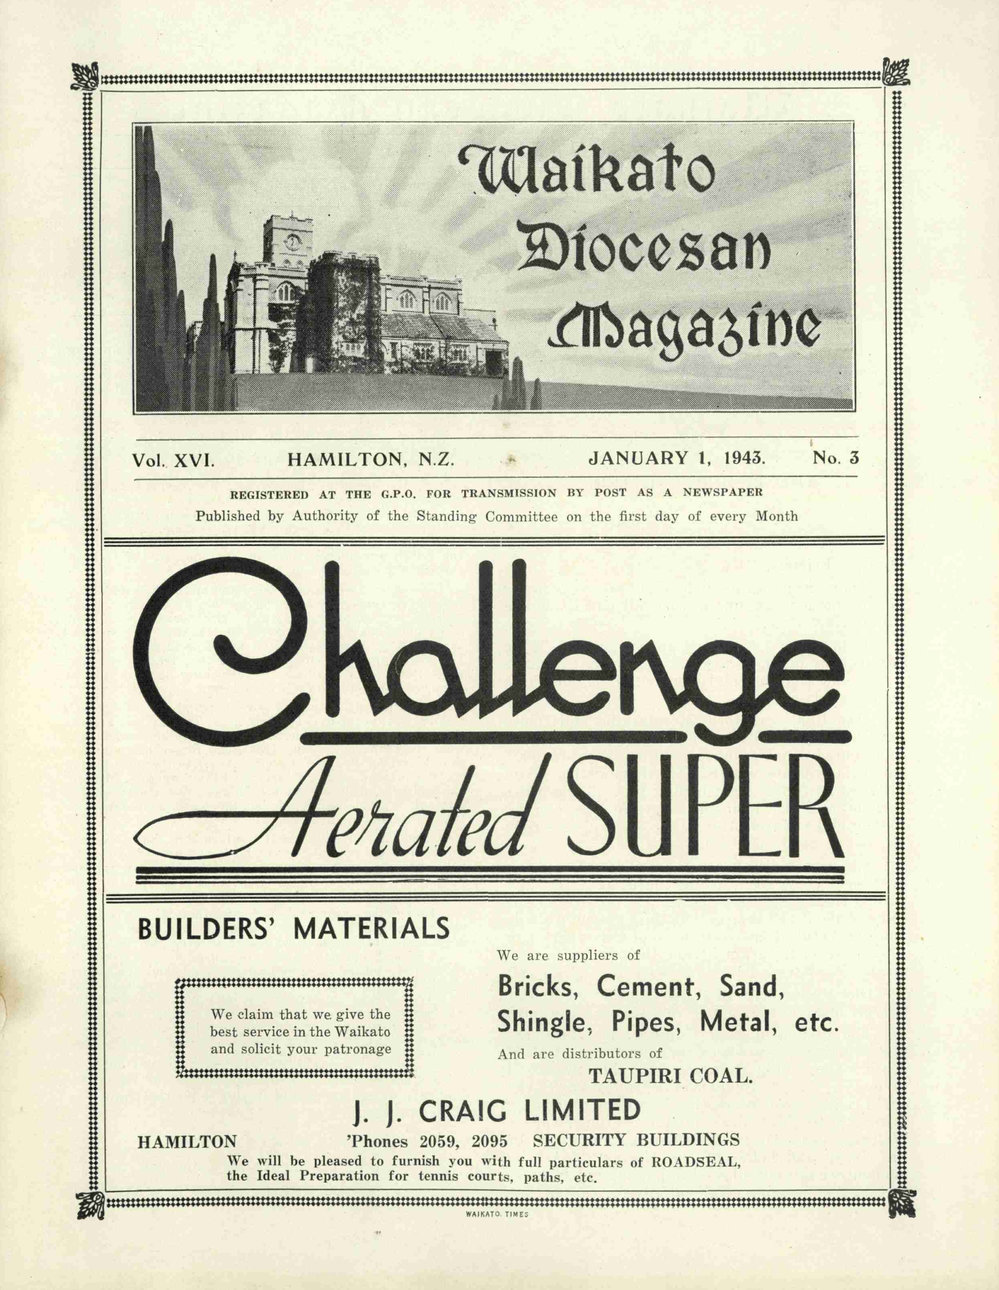 Waikato
Diocesan
Magazine
Vol. XVI. HAMILTON, N.Z. JANUARY 1, 1943. No. 3
REGISTERED AT THE G.P.O. FOR TRANSMISSION BY POST AS A NEWSPAPER
Published by Authority of the Standing Committee on the first day of every Month
Challenge
Aerated SUPER
BUILDERS' MATERIALS
We claim that we give the
best service in the Waikato
and solicit your patronage
We are suppliers of
Bricks, Cement, Sand,
Shingle, Pipes, Metal, etc.
And are distributors of
TAUPIRI COAL.
J. J. CRAIG LIMITED
HAMILTON 'Phones 2059, 2095 SECURITY BUILDINGS
We will be pleased to furnish you with full particulars of ROADSEAL,
the Ideal Preparation for tennis courts, paths, etc.
WAIKATO TIMES